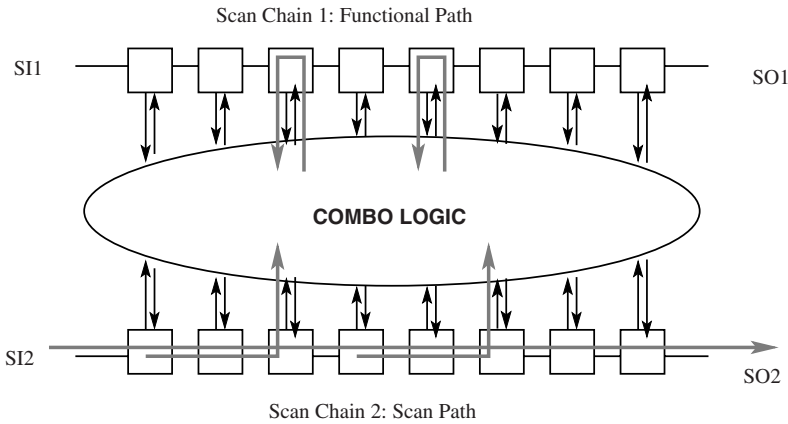 Scan Chain 1: Functional Path
SI1
SO1
COMBO LOGIC
SI2
SO2
Scan Chain 2: Scan Path